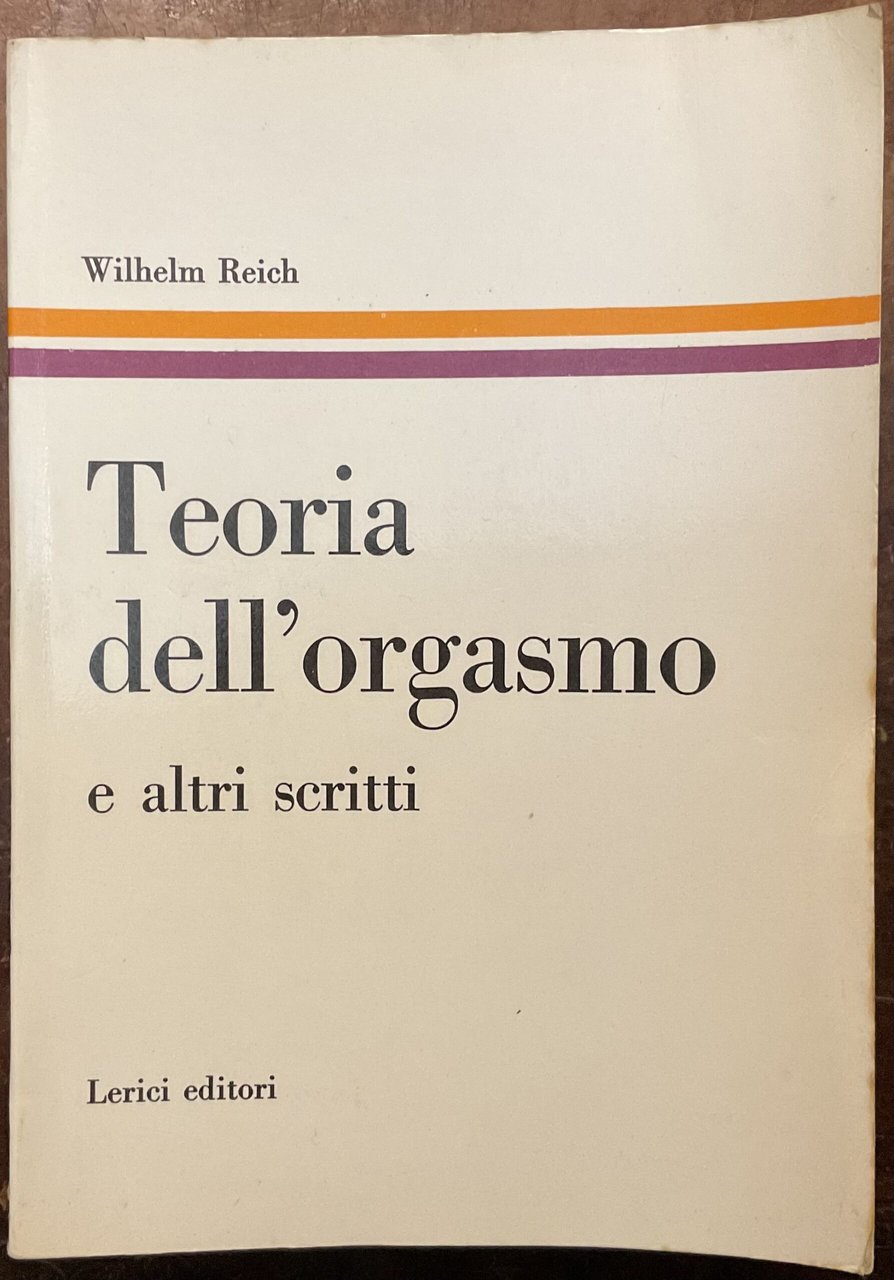 Wilhelm Reich
Teoria
dell'orgasmo
e altri scritti
Lerici editori